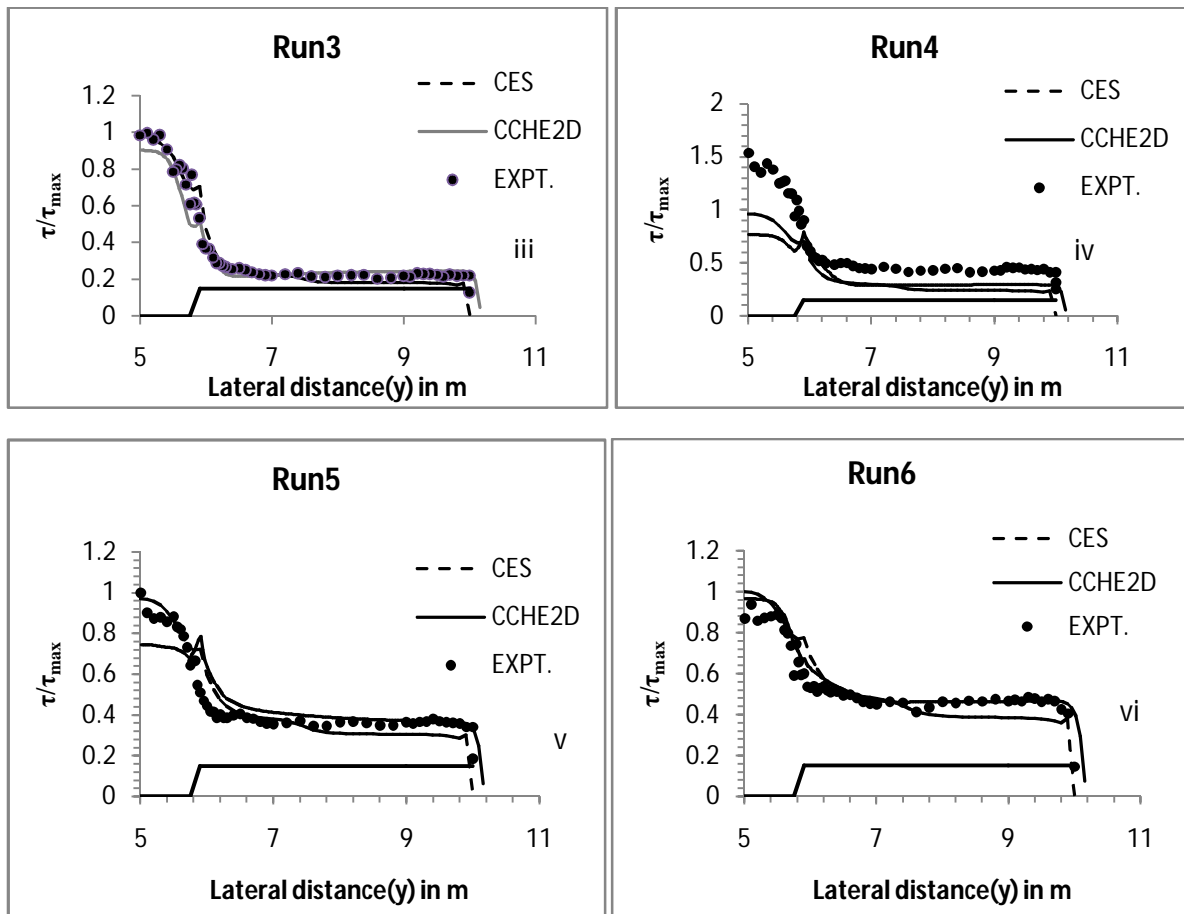 Run3
CES
CCHE2D
EXPT.
τ/τmax
1.2
1
0.8
0.6
0.4
0.2
0
5 7 9 11
iii
Lateral distance(y) in m
Run4
CES
CCHE2D
EXPT.
τ/τmax
2
1.5
1
0.5
0
5 7 9 11
iv
Lateral distance(y) in m
Run5
CES
CCHE2D
EXPT.
τ/τmax
1.2
1
0.8
0.6
0.4
0.2
0
5 7 9 11
v
Lateral distance(y) in m
Run6
CES
CCHE2D
EXPT.
τ/τmax
1.2
1
0.8
0.6
0.4
0.2
0
5 7 9 11
vi
Lateral distance(y) in m